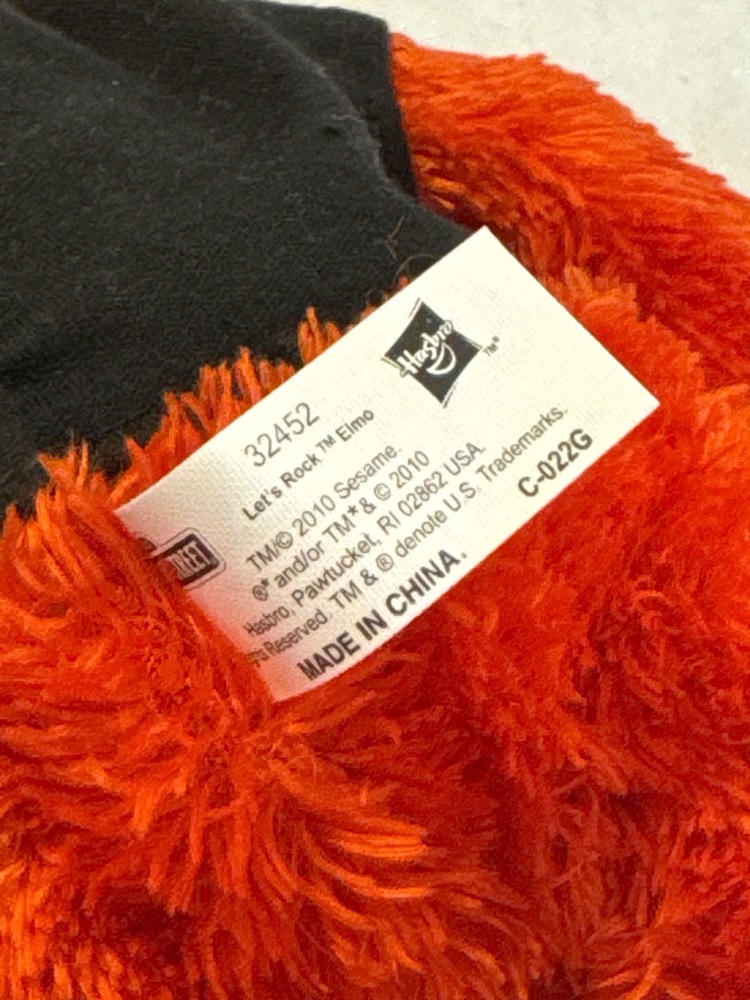 Hasbro
TM*
32452
Let's Rock™ Elmo
TM/© 2010 Sesame
®* and/or TM* & © 2010
Hasbro, Pawtucket, RI 02862 USA.
Reserved. TM & ® denote U.S. Trademarks.
MADE IN CHINA.
C-022G